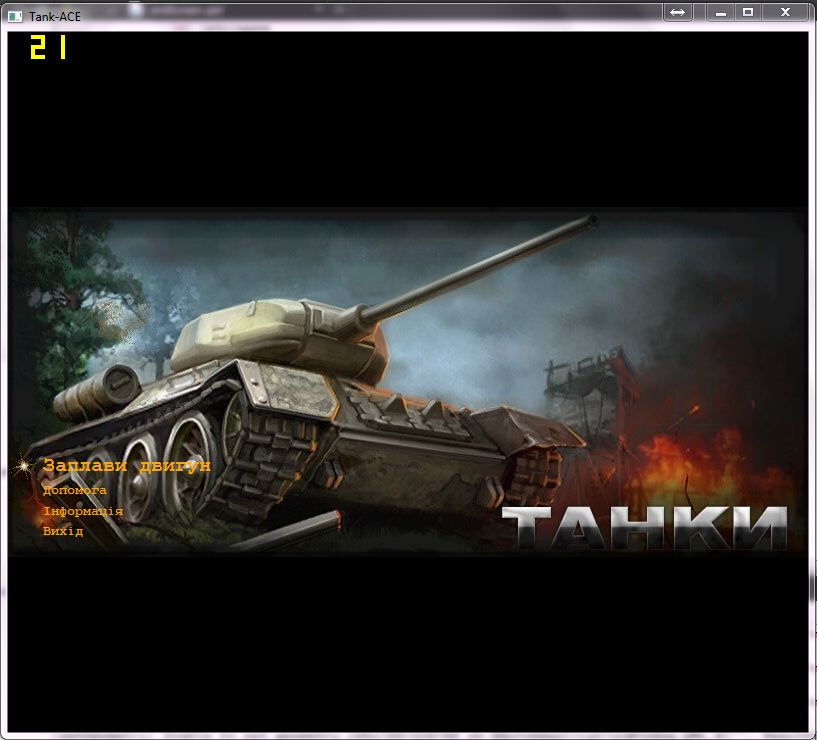 Tank-ACE
21
Заплави двигун
Допомога
Інформація
Вихід
ТАНКИ